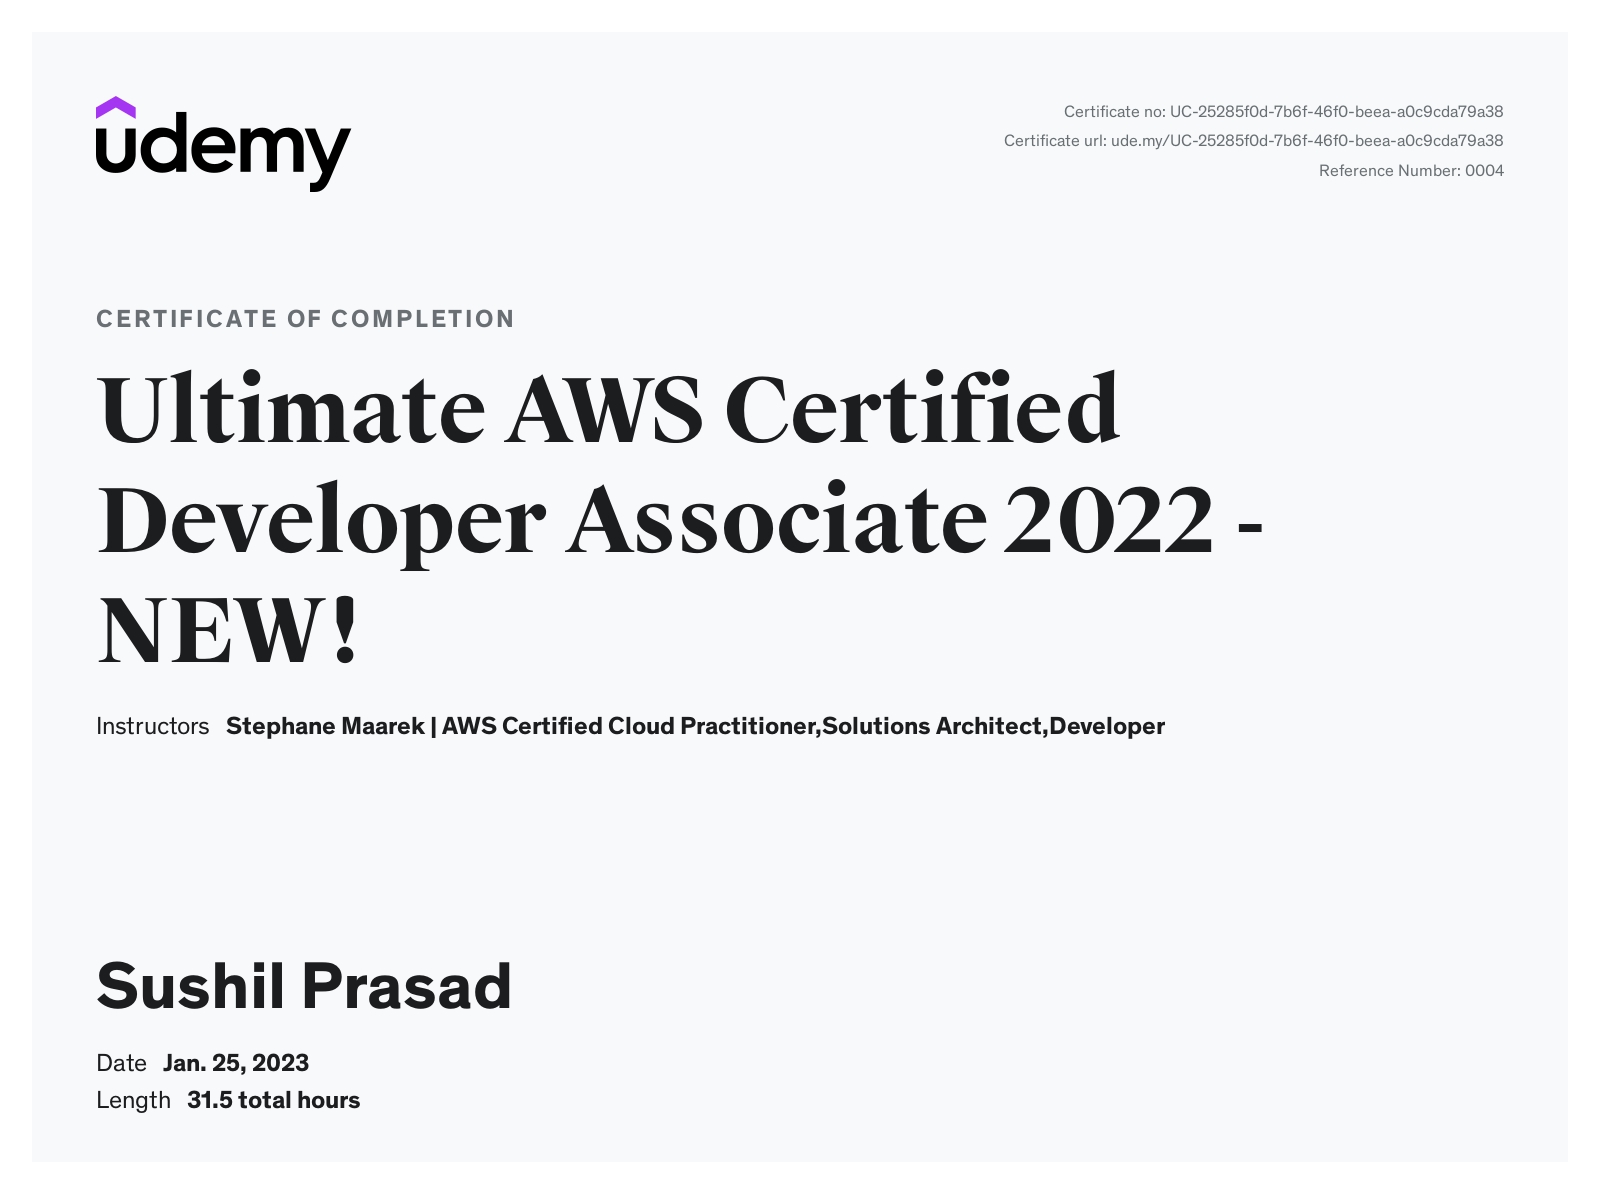 udemy
Certificate no: UC-25285f0d-7b6f-46f0-beea-a0c9cda79a38
Certificate url: ude.my/UC-25285f0d-7b6f-46f0-beea-a0c9cda79a38
Reference Number: 0004
CERTIFICATE OF COMPLETION
Ultimate AWS Certified
Developer Associate 2022 -
NEW!
Instructors Stephane Maarek | AWS Certified Cloud Practitioner,Solutions Architect,Developer
Sushil Prasad
Date Jan. 25, 2023
Length 31.5 total hours